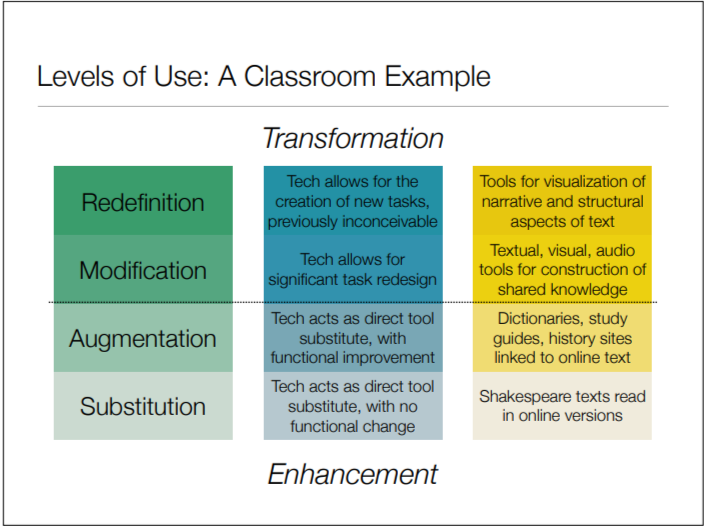 Levels of Use: A Classroom Example
Transformation
Redefinition
Tech allows for the
creation of new tasks,
previously inconceivable
Tools for visualization of
narrative and structural
aspects of text
Modification
Tech allows for
significant task redesign
Textual, visual, audio
tools for construction of
shared knowledge
Augmentation
Tech acts as direct tool
substitute, with
functional improvement
Dictionaries, study
guides, history sites
linked to online text
Substitution
Tech acts as direct tool
substitute, with no
functional change
Shakespeare texts read
in online versions
Enhancement